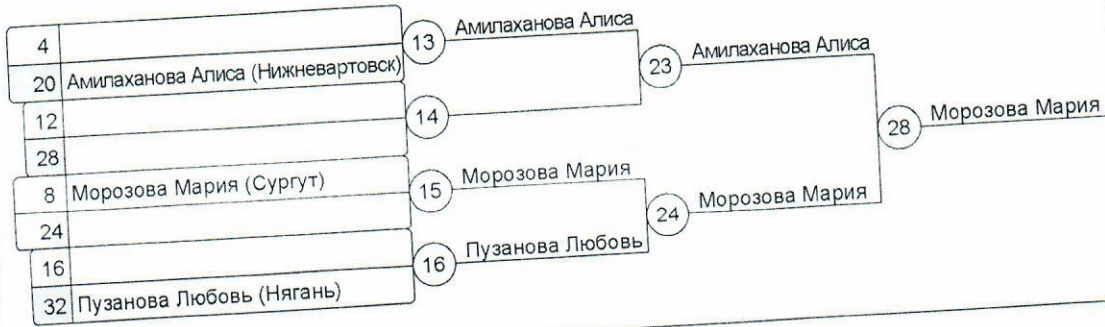 4
13 Амилаханова Алиса
20 Амилаханова Алиса (Нижневартовск)
23 Амилаханова Алиса
12
14
28
28 Морозова Мария
8 Морозова Мария (Сургут)
15 Морозова Мария
24
24 Морозова Мария
16
16 Пузанова Любовь
32 Пузанова Любовь (Нягань)